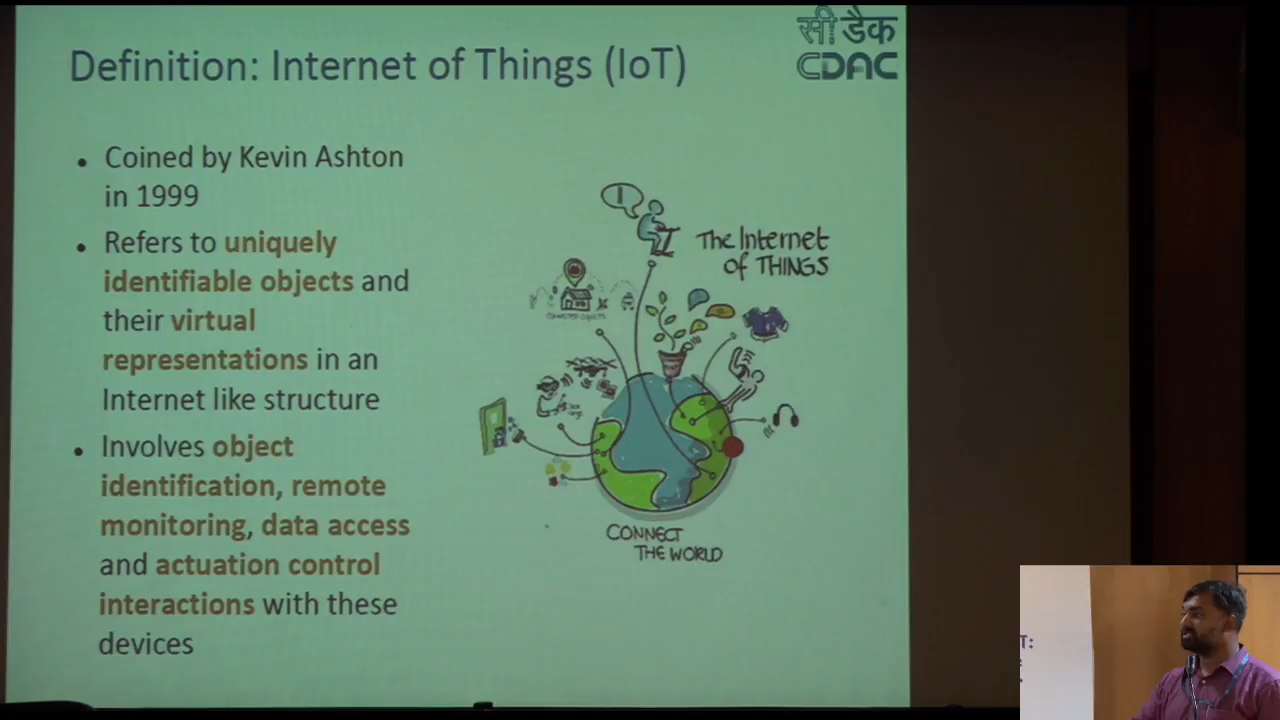 सी डैक
CDAC
Definition: Internet of Things (IoT)
• Coined by Kevin Ashton
in 1999
• Refers to uniquely
identifiable objects and
their virtual
representations in an
Internet like structure
• Involves object
identification, remote
monitoring, data access
and actuation control
interactions with these
devices
The Internet
of THINGS
CONNECTED OBJECTS
CONNECT
THE WORLD
T: